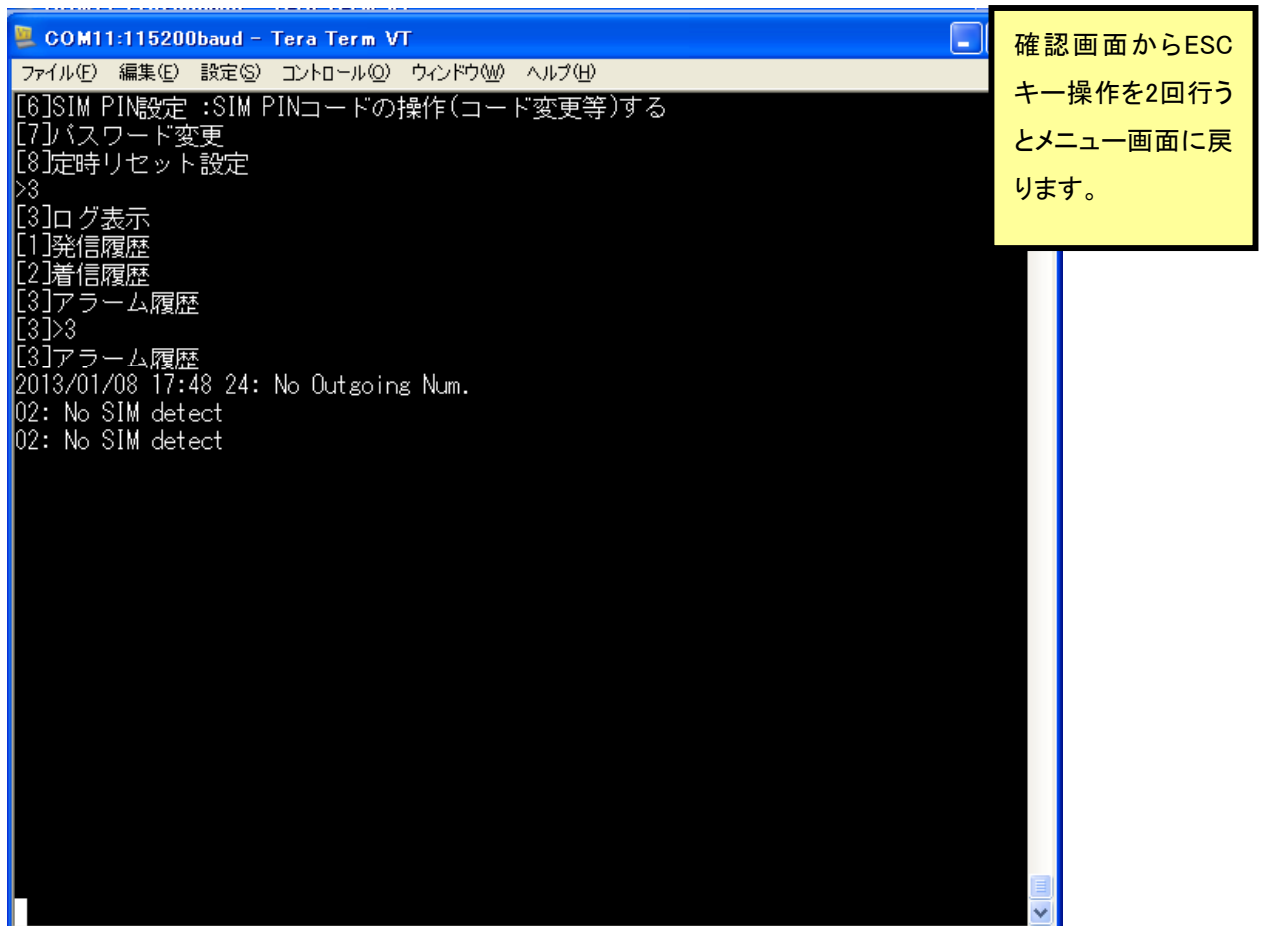 COM11:115200baud - Tera Term VT
ファイル(F) 編集(E) 設定(S) コントロール(O) ウィンドウ(W) ヘルプ(H)
[6]SIM PIN設定 :SIM PINコードの操作(コード変更等)する
[7]パスワード変更
[8]定時リセット設定
>3
[3]ログ表示
[1]発信履歴
[2]着信履歴
[3]アラーム履歴
[3]>3
[3]アラーム履歴
2013/01/08 17:48 24: No Outgoing Num.
02: No SIM detect
02: No SIM detect
確認画面からESC
キー操作を2回行う
とメニュー画面に戻
ります。